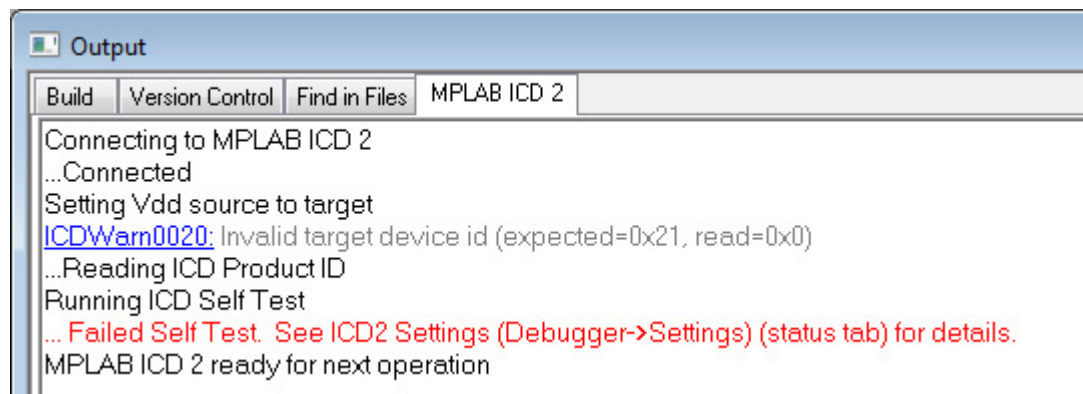 Output
Build Version Control Find in Files MPLAB ICD 2
Connecting to MPLAB ICD 2
...Connected
Setting Vdd source to target
ICDWarn0020: Invalid target device id (expected=0x21, read=0x0)
...Reading ICD Product ID
Running ICD Self Test
... Failed Self Test. See ICD2 Settings (Debugger->Settings) (status tab) for details.
MPLAB ICD 2 ready for next operation